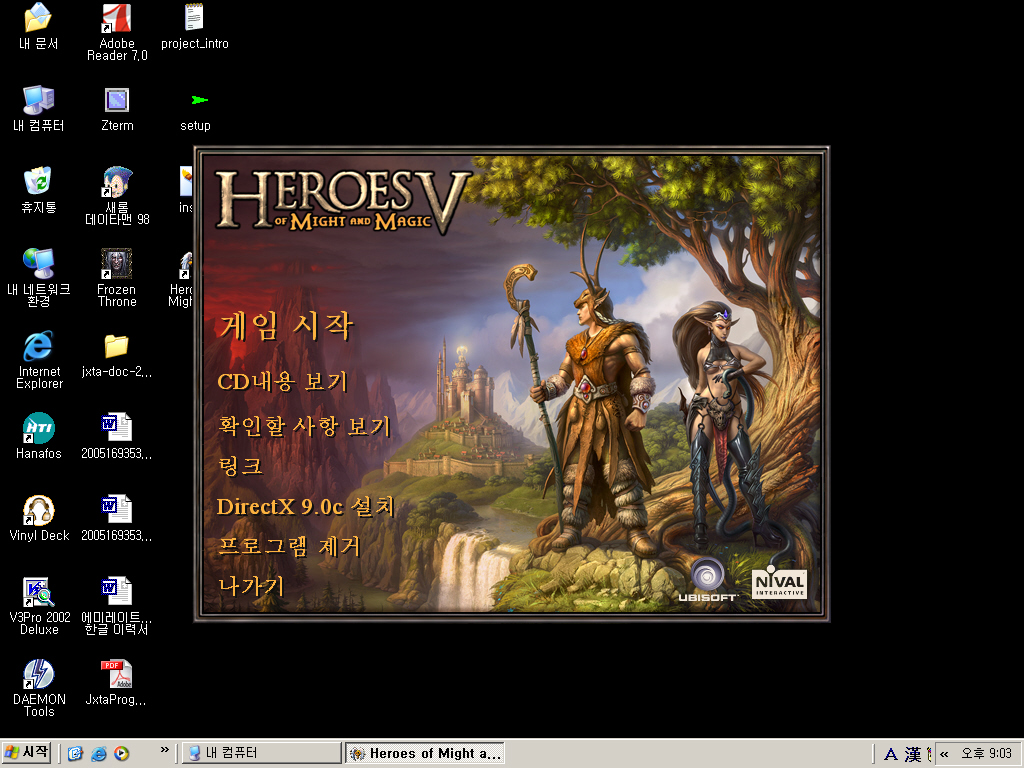 내 문서
Adobe
Reader 7.0
project_intro
내 컴퓨터
Zterm
setup
휴지통
새롬
데이타맨 98
ins
내 네트워크
환경
Frozen
Throne
Hero
Migh
Internet
Explorer
jxta-doc-2...
Hanafos
2005169353...
Vinyl Deck
2005169353...
V3Pro 2002
Deluxe
에미레이트...
한글 이력서
DAEMON
Tools
JxtaProg...
HEROES V
OF MIGHT AND MAGIC
게임 시작
CD내용 보기
확인할 사항 보기
링크
DirectX 9.0c 설치
프로그램 제거
나가기
UBISOFT
NIVAL
INTERACTIVE
시작
내 컴퓨터
Heroes of Might a...
A 漢
오후 9:03